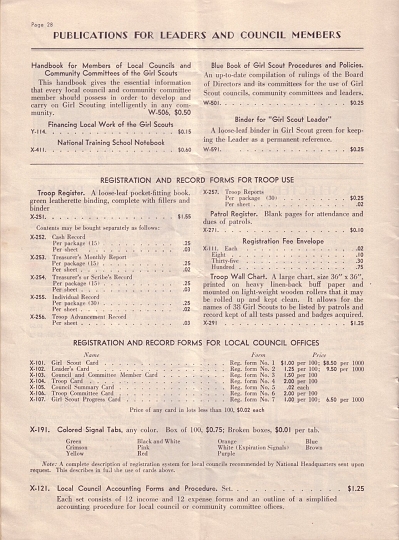 Page 28
PUBLICATIONS FOR LEADERS AND COUNCIL MEMBERS
Handbook for Members of Local Councils and
Community Committees of the Girl Scouts
This handbook gives the essential information
that every local council and community committee
member should possess in order to develop and
carry on Girl Scouting intelligently in any com-
munity. W-506, $0.50
Financing Local Work of the Girl Scouts
Y-114. . . . . $0.15
National Training School Notebook
X-411. . . . . $0.60
Blue Book of Girl Scout Procedures and Policies.
An up-to-date compilation of rulings of the Board
of Directors and its committees for the use of Girl
Scout councils, community committees and leaders.
W-501. . . . . $0.25
Binder for "Girl Scout Leader"
A loose-leaf binder in Girl Scout green for keep-
ing the Leader as a permanent reference.
W-591. . . . . $0.25
REGISTRATION AND RECORD FORMS FOR TROOP USE
Troop Register. A loose-leaf pocket-fitting book,
green leatherette binding, complete with fillers and
binder
X-251. . . . . $1.55
Contents may be bought separately as follows:
X-252. Cash Record
Per package (15) .25
Per sheet .03
X-253. Treasurer's Monthly Report
Per package (15) .25
Per sheet .03
X-254. Treasurer's or Scribe's Record
Per package (15) .25
Per sheet .03
X-255. Individual Record
Per package (30) .25
Per sheet .02
X-256. Troop Advancement Record
Per sheet .03
X-257. Troop Reports
Per package (30) $0.25
Per sheet .02
Patrol Register. Blank pages for attendance and
dues of patrols.
X-271. . . . . $0.10
Registration Fee Envelope
X-111. Each .02
Eight .10
Thirty-five .30
Hundred .75
Troop Wall Chart. A large chart, size 36" x 36",
printed on heavy linen-back buff paper and
mounted on light-weight wooden rollers that it may
be rolled up and kept clean. It allows for the
names of 38 Girl Scouts to be listed by patrols and
record kept of all tests passed and badges acquired.
X-291 . . . . . $1.25
REGISTRATION AND RECORD FORMS FOR LOCAL COUNCIL OFFICES
Name Form Price
X-101. Girl Scout Card Reg. form No. 1 $1.00 per 100; $8.50 per 1000
X-102. Leader's Card Reg. form No. 2 1.25 per 100; 9.50 per 1000
X-103. Council and Committee Member Card Reg. form No. 3 1.50 per 100
X-104. Troop Card Reg. form No. 4 2.00 per 100
X-105. Council Summary Card Reg. form No. 5 .02 each
X-106. Troop Committee Card Reg. form No. 6 2.00 per 100
X-107. Girl Scout Progress Card Reg. form No. 7 1.00 per 100; 6.50 per 1000
Price of any card in lots less than 100, $0.02 each
X-191. Colored Signal Tabs, any color. Box of 100, $0.75; Broken boxes, $0.01 per tab.
Green Black and White Orange Blue
Crimson Pink White (Expiration Signals) Brown
Yellow Red Purple
Note: A complete description of registration system for local councils recommended by National Headquarters sent upon
request. This describes in full the use of cards above.
X-121. Local Council Accounting Forms and Procedure. Set. . . . . $1.25
Each set consists of 12 income and 12 expense forms and an outline of a simplified
accounting procedure for local council or community committee officers.